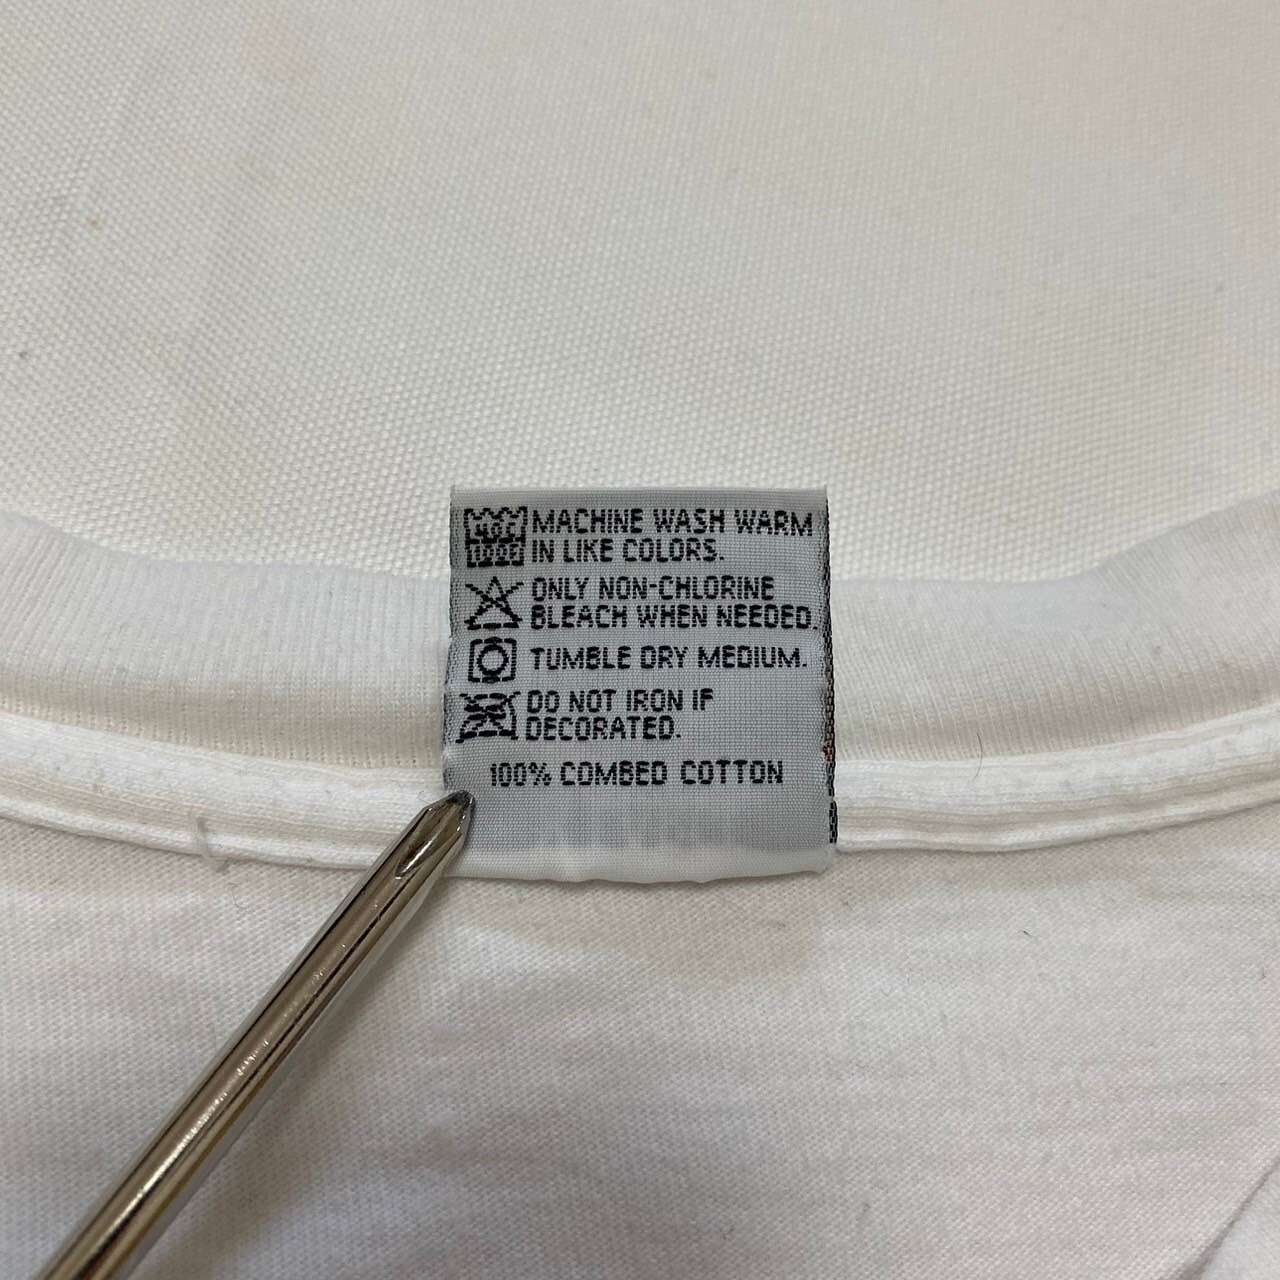 40C
MACHINE WASH WARM
IN LIKE COLORS.
ONLY NON-CHLORINE
BLEACH WHEN NEEDED.
TUMBLE DRY MEDIUM.
DO NOT IRON IF
DECORATED.
100% COMBED COTTON